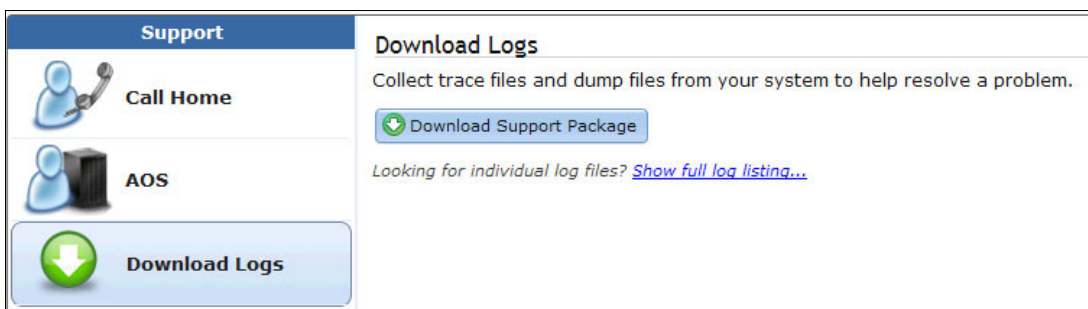 Support
Call Home
AOS
Download Logs
Download Logs
Collect trace files and dump files from your system to help resolve a problem.
Download Support Package
Looking for individual log files? Show full log listing...